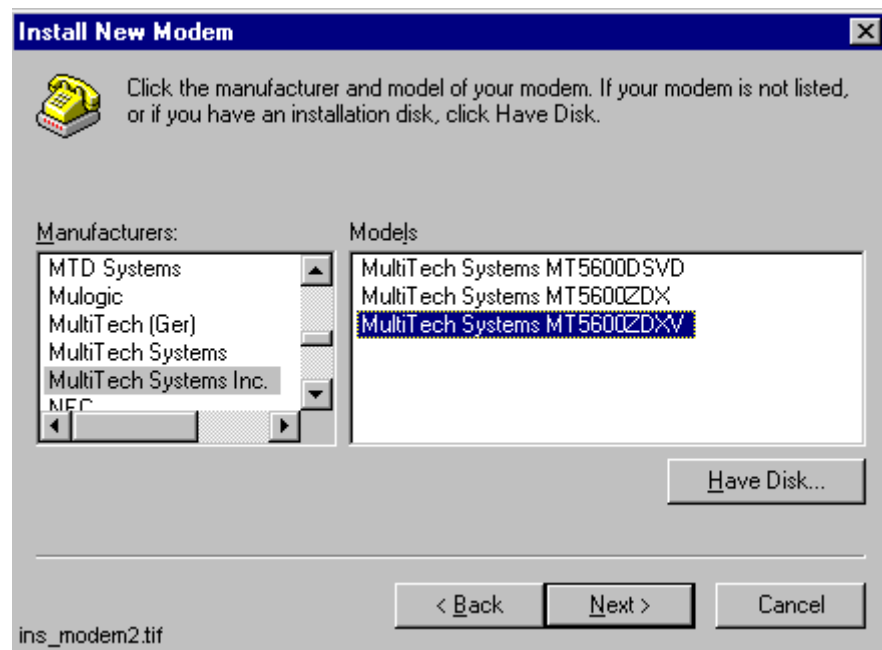 Install New Modem
Click the manufacturer and model of your modem. If your modem is not listed,
or if you have an installation disk, click Have Disk.
Manufacturers:
MTD Systems
Mulogic
MultiTech (Ger)
MultiTech Systems
MultiTech Systems Inc.
NEC
Models
MultiTech Systems MT5600DSVD
MultiTech Systems MT5600ZDX
MultiTech Systems MT5600ZDXV
Have Disk...
< Back
Next >
Cancel
ins_modem2.tif